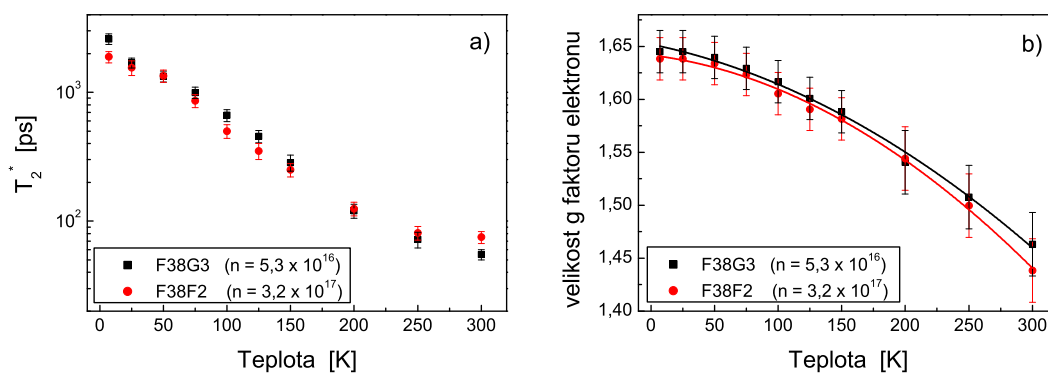 a)
T₂* [ps]
10³
10²
F38G3 (n = 5,3 x 10¹⁶)
F38F2 (n = 3,2 x 10¹⁷)
0 50 100 150 200 250 300
Teplota [K]
b)
velikost g faktoru elektronu
1,65
1,60
1,55
1,50
1,45
1,40
F38G3 (n = 5,3 x 10¹⁶)
F38F2 (n = 3,2 x 10¹⁷)
0 50 100 150 200 250 300
Teplota [K]